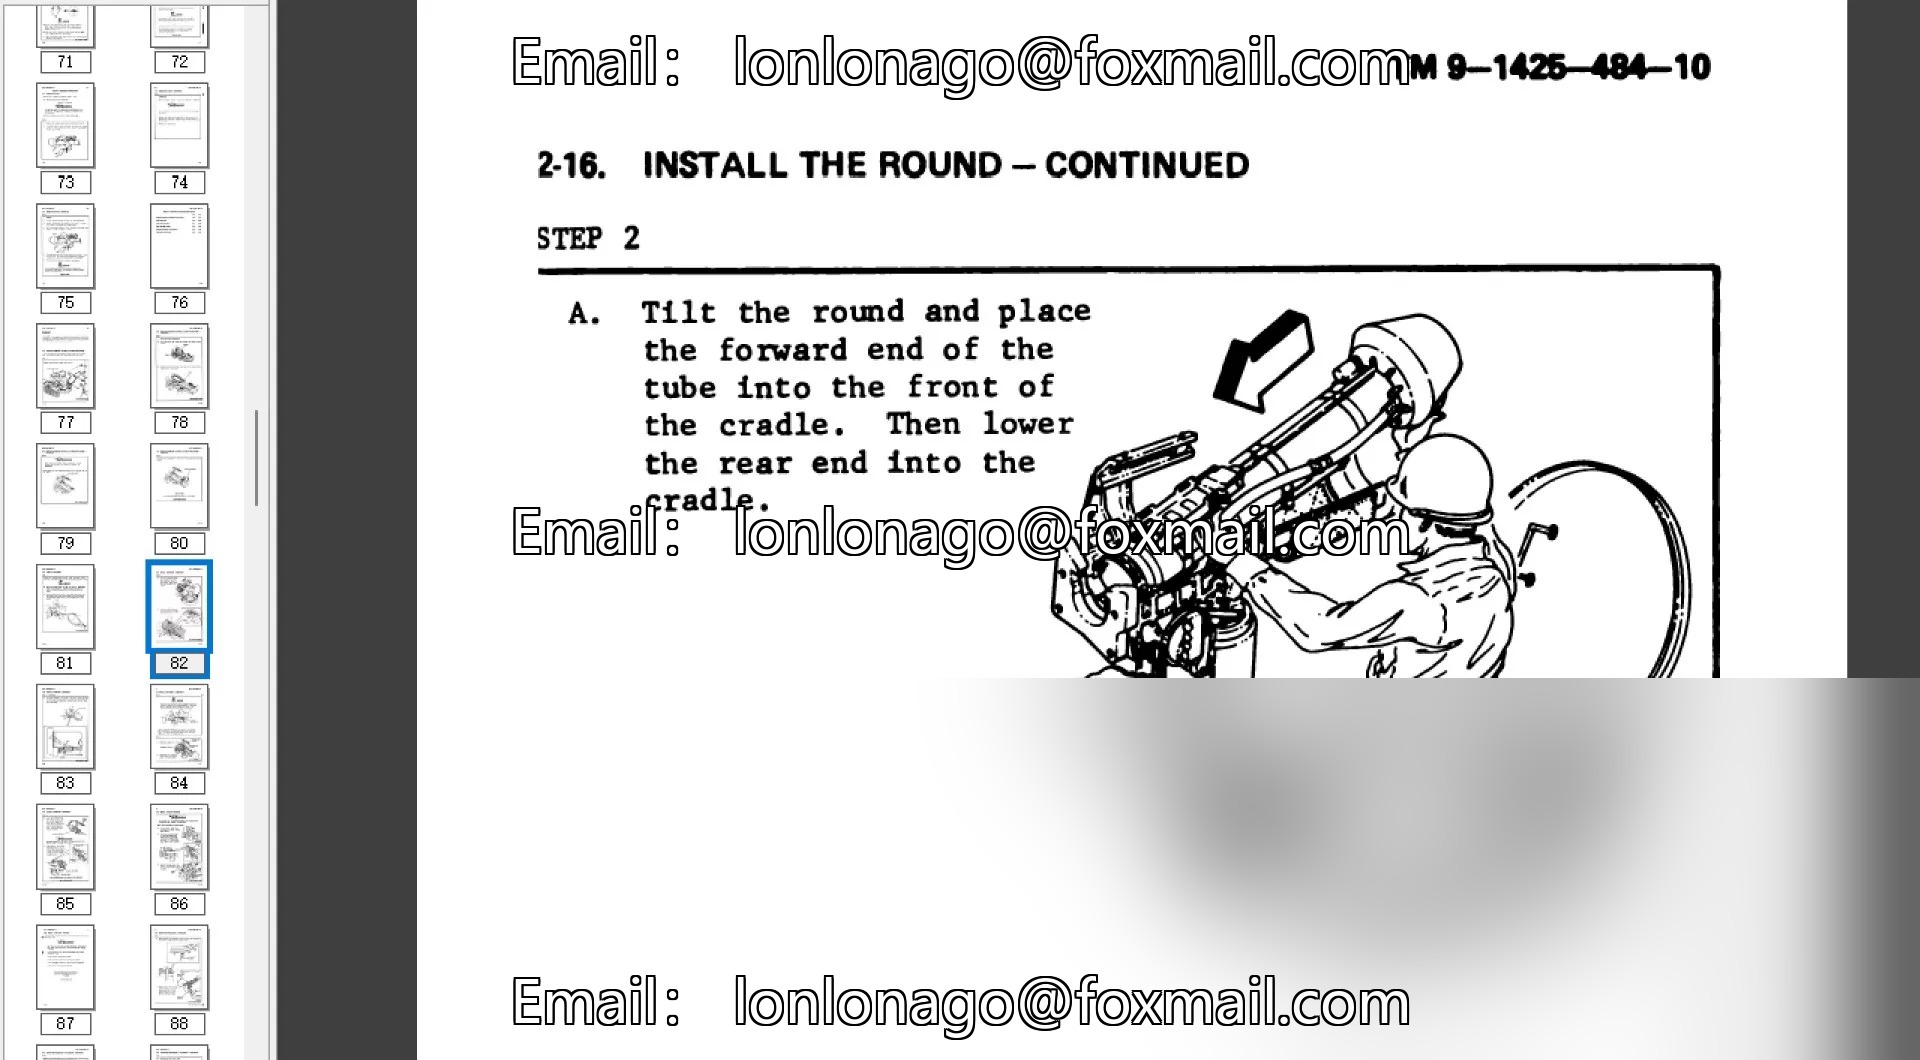 71
72
73
74
75
76
77
78
79
80
81
82
83
84
85
86
87
88
Email： lonlonago@foxmail.com
TM 9—1425—484—10
2-16. INSTALL THE ROUND — CONTINUED
STEP 2
A. Tilt the round and place
the forward end of the
tube into the front of
the cradle. Then lower
the rear end into the
cradle.
Email： lonlonago@foxmail.com
Email： lonlonago@foxmail.com